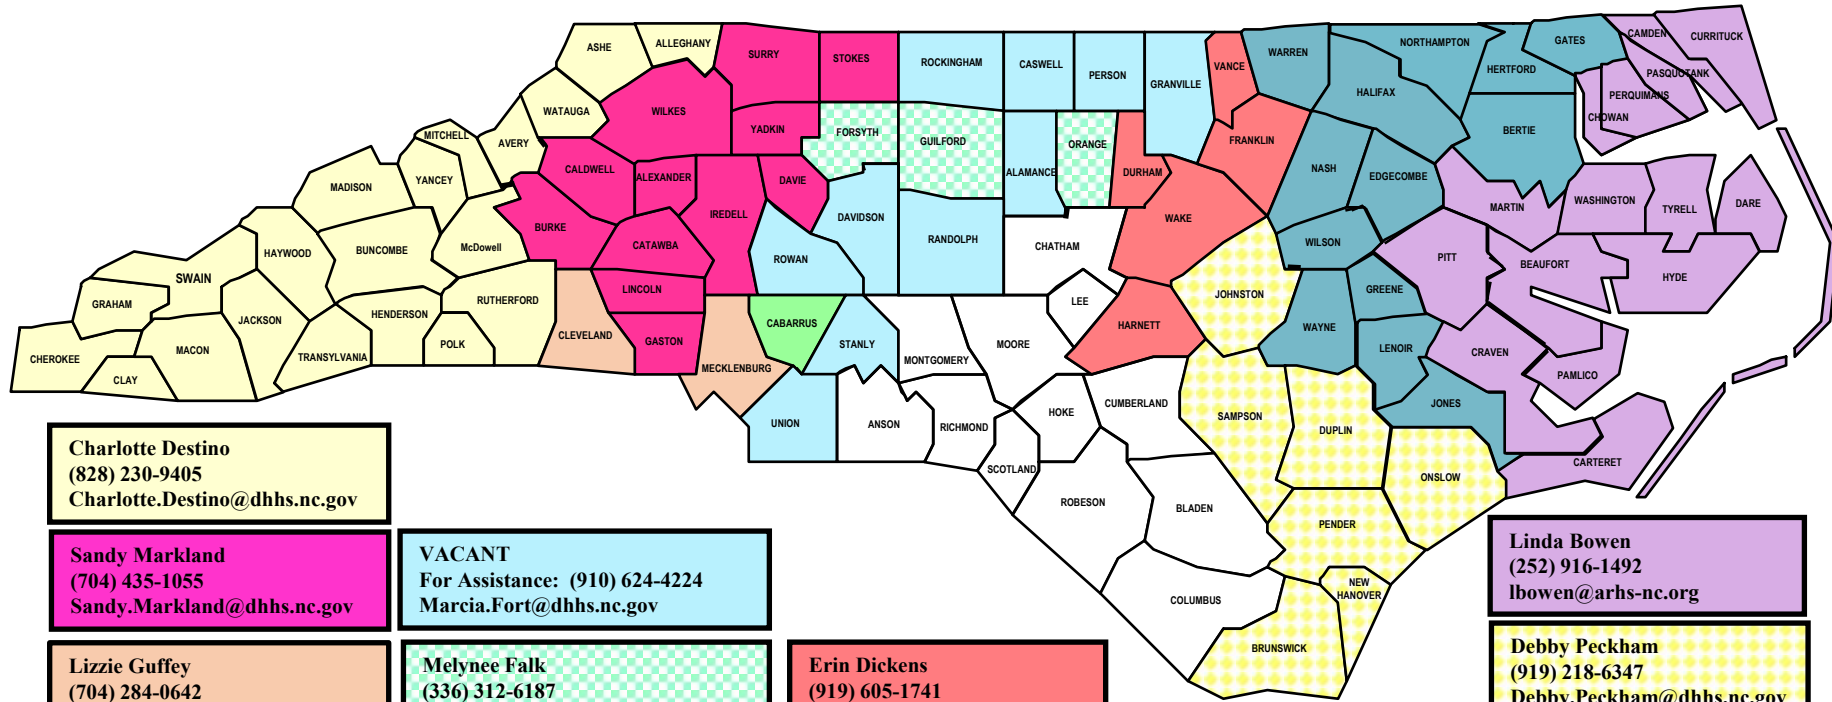 ASHE
ALLEGHANY
SURRY
STOKES
ROCKINGHAM
CASWELL
PERSON
GRANVILLE
VANCE
WARREN
NORTHAMPTON
HERTFORD
GATES
CAMDEN
CURRITUCK
PASQUOTANK
PERQUIMANS
CHOWAN
HALIFAX
BERTIE
WATAUGA
WILKES
YADKIN
FORSYTH
GUILFORD
ALAMANCE
ORANGE
DURHAM
FRANKLIN
NASH
EDGECOMBE
MARTIN
WASHINGTON
TYRELL
DARE
MITCHELL
AVERY
CALDWELL
ALEXANDER
DAVIE
MADISON
YANCEY
BURKE
CATAWBA
IREDELL
ROWAN
DAVIDSON
RANDOLPH
CHATHAM
WAKE
WILSON
PITT
BEAUFORT
HYDE
HAYWOOD
BUNCOMBE
McDowell
SWAIN
GRAHAM
JACKSON
HENDERSON
RUTHERFORD
LINCOLN
LEE
JOHNSTON
GREENE
CHEROKEE
MACON
CLAY
TRANSYLVANIA
POLK
CLEVELAND
GASTON
MECKLENBURG
CABARRUS
STANLY
MONTGOMERY
MOORE
HARNETT
WAYNE
LENOIR
CRAVEN
PAMLICO
UNION
ANSON
RICHMOND
HOKE
CUMBERLAND
SAMPSON
DUPLIN
JONES
SCOTLAND
ONSLOW
CARTERET
ROBESON
BLADEN
PENDER
COLUMBUS
NEW
HANOVER
BRUNSWICK
Charlotte Destino
(828) 230-9405
Charlotte.Destino@dhhs.nc.gov
Sandy Markland
(704) 435-1055
Sandy.Markland@dhhs.nc.gov
VACANT
For Assistance: (910) 624-4224
Marcia.Fort@dhhs.nc.gov
Linda Bowen
(252) 916-1492
lbowen@arhs-nc.org
Lizzie Guffey
(704) 284-0642
Melynee Falk
(336) 312-6187
Erin Dickens
(919) 605-1741
Debby Peckham
(919) 218-6347
Debby.Peckham@dhhs.nc.gov